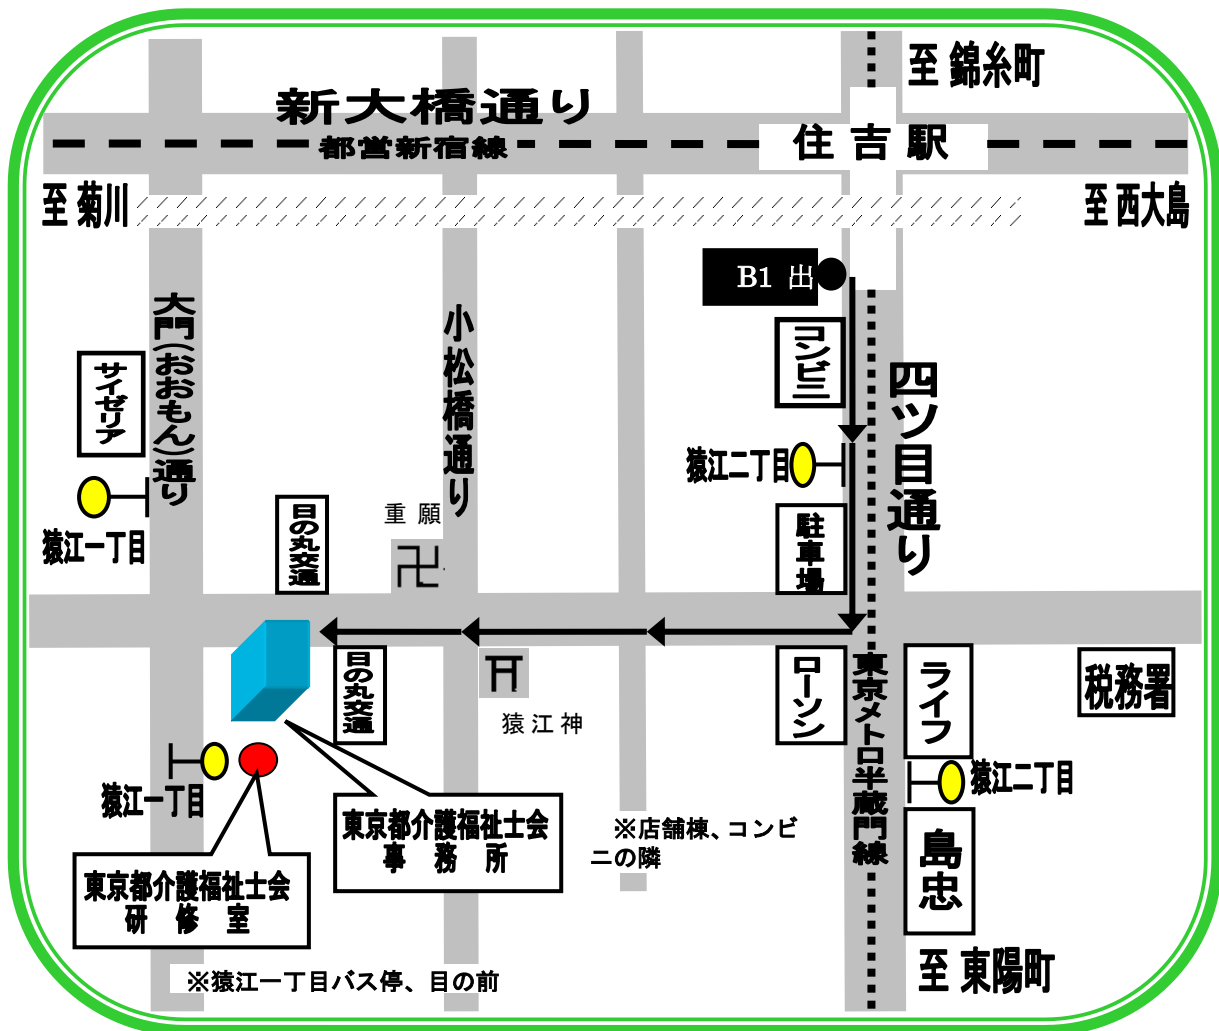 至 錦糸町
新大橋通り
都営新宿線
住 吉 駅
至 菊川
至 西大島
B1 出
大門(おおもん)通り
小松橋通り
コンビニ
四ツ目通り
サイゼリア
猿江二丁目
猿江一丁目
日の丸交通
重 願
駐車場
日の丸交通
猿 江 神
ローソン
東京メトロ半蔵門線
ライフ
税務署
猿江二丁目
猿江一丁目
東京都介護福祉士会
事 務 所
※店舗棟、コンビ
ニの隣
島忠
東京都介護福祉士会
研 修 室
至 東陽町
※猿江一丁目バス停、目の前